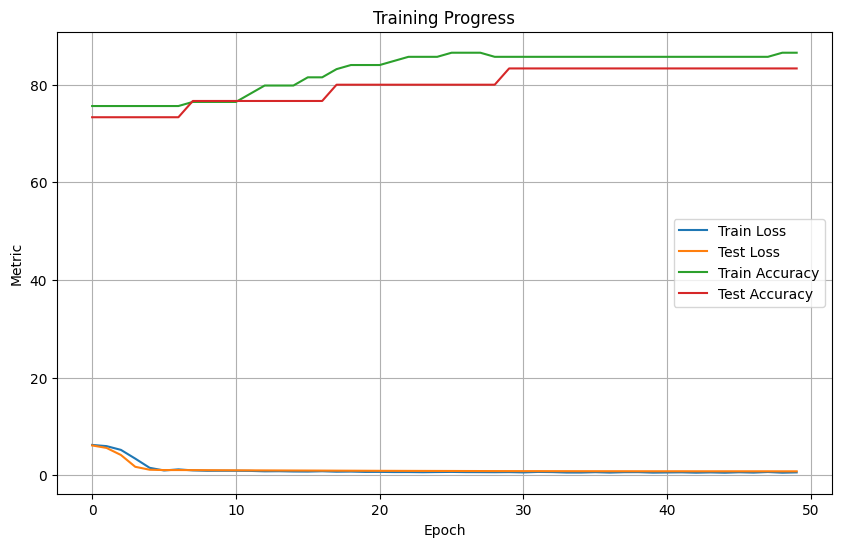 Training Progress
80
60
40
20
0
Metric
Train Loss
Test Loss
Train Accuracy
Test Accuracy
0 10 20 30 40 50
Epoch